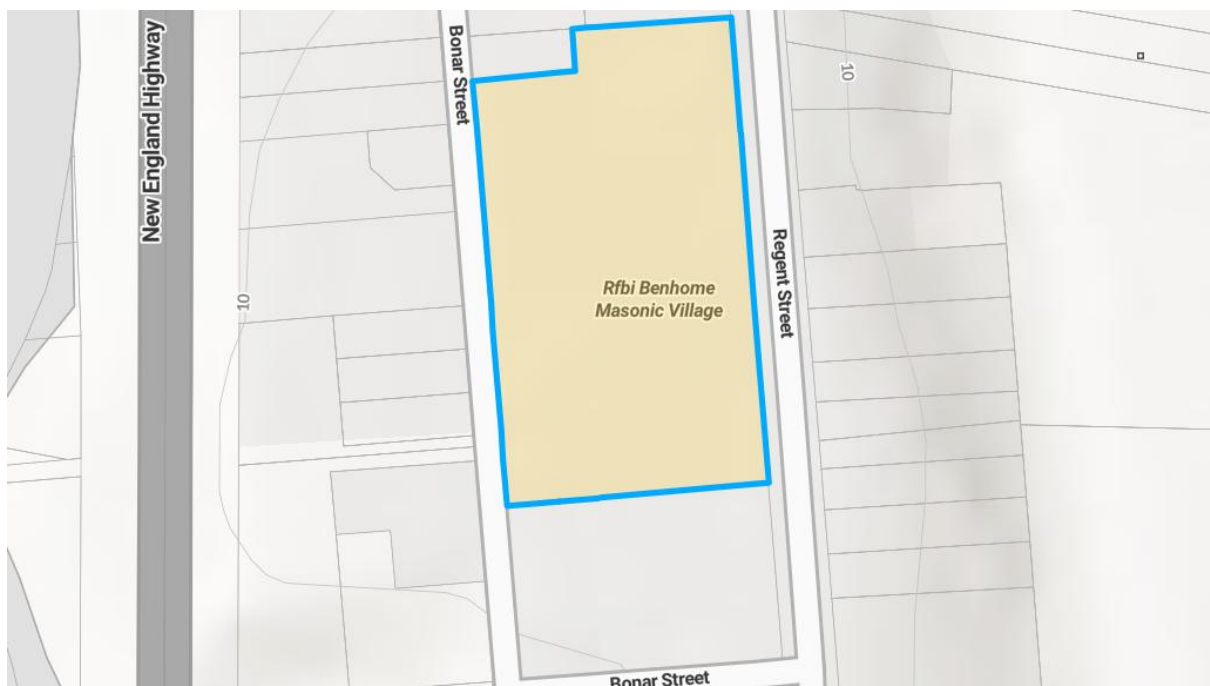 New England Highway
Bonar Street
10
Rfbi Benhome
Masonic Village
Regent Street
10
Bonar Street